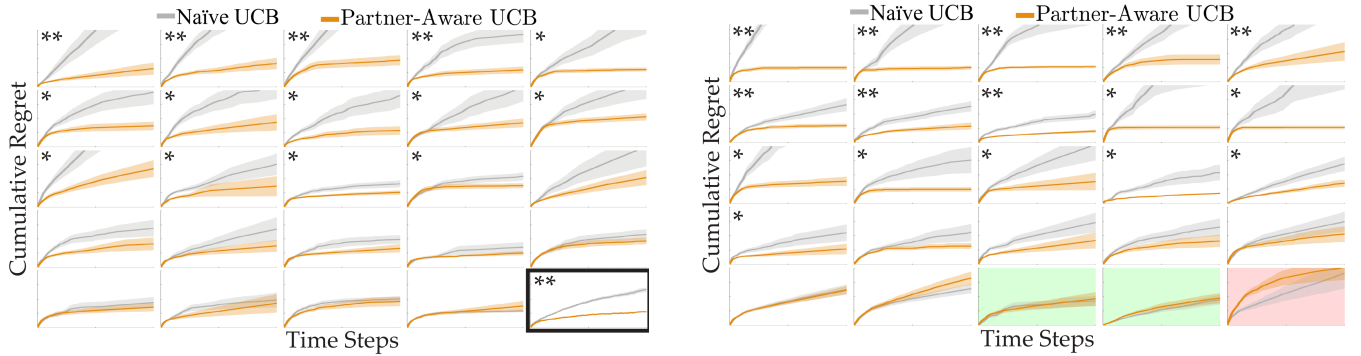 Naïve UCB Partner-Aware UCB
** ** ** ** *
* * * * *
* * * * *
**
Cumulative Regret
Time Steps
Naïve UCB Partner-Aware UCB
** ** ** ** **
** ** ** * *
* * * * *
*
Cumulative Regret
Time Steps